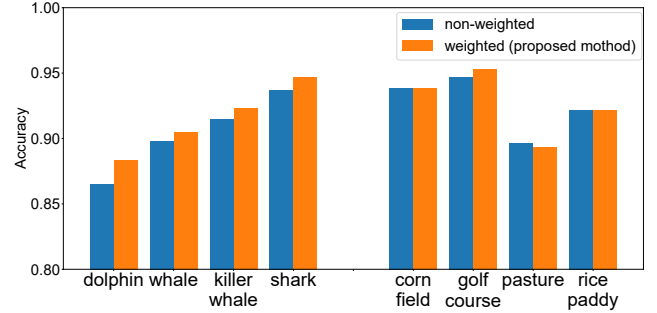 1.00
0.95
0.90
0.85
0.80
Accuracy
non-weighted
weighted (proposed mothod)
dolphin whale killer shark corn golf pasture rice
whale field course paddy